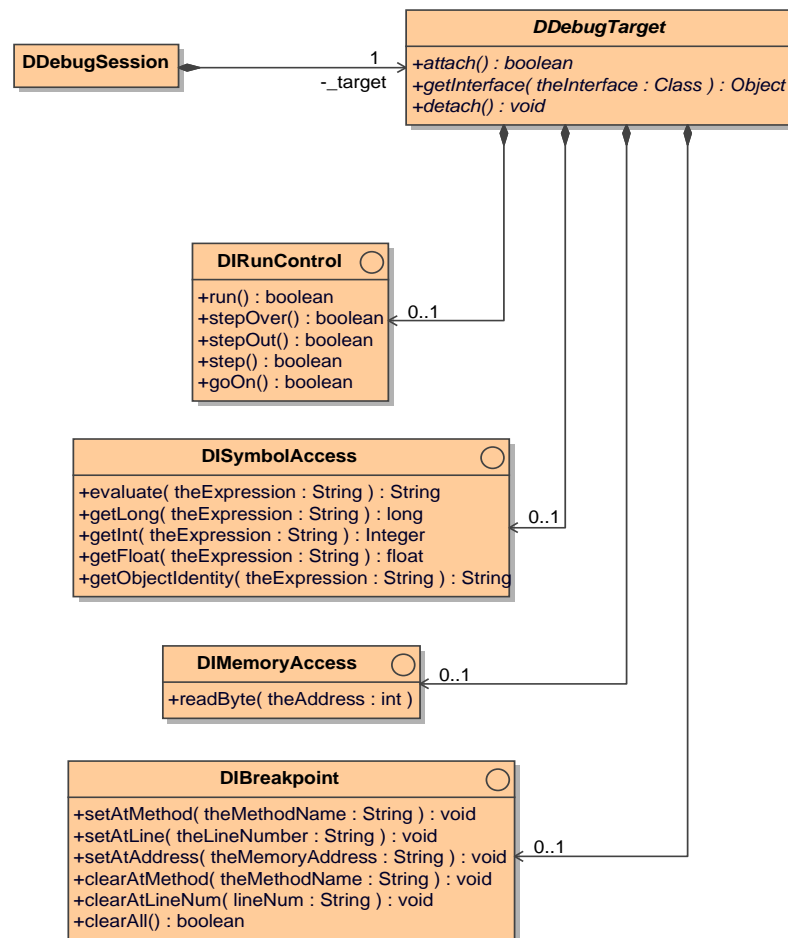 DDebugSession
1
-_target
DDebugTarget
+attach() : boolean
+getInterface( theInterface : Class ) : Object
+detach() : void
DIRunControl
+run() : boolean
+stepOver() : boolean
+stepOut() : boolean
+step() : boolean
+goOn() : boolean
0..1
DISymbolAccess
+evaluate( theExpression : String ) : String
+getLong( theExpression : String ) : long
+getInt( theExpression : String ) : Integer
+getFloat( theExpression : String ) : float
+getObjectIdentity( theExpression : String ) : String
0..1
DIMemoryAccess
+readByte( theAddress : int )
0..1
DIBreakpoint
+setAtMethod( theMethodName : String ) : void
+setAtLine( theLineNumber : String ) : void
+setAtAddress( theMemoryAddress : String ) : void
+clearAtMethod( theMethodName : String ) : void
+clearAtLineNum( lineNum : String ) : void
+clearAll() : boolean
0..1